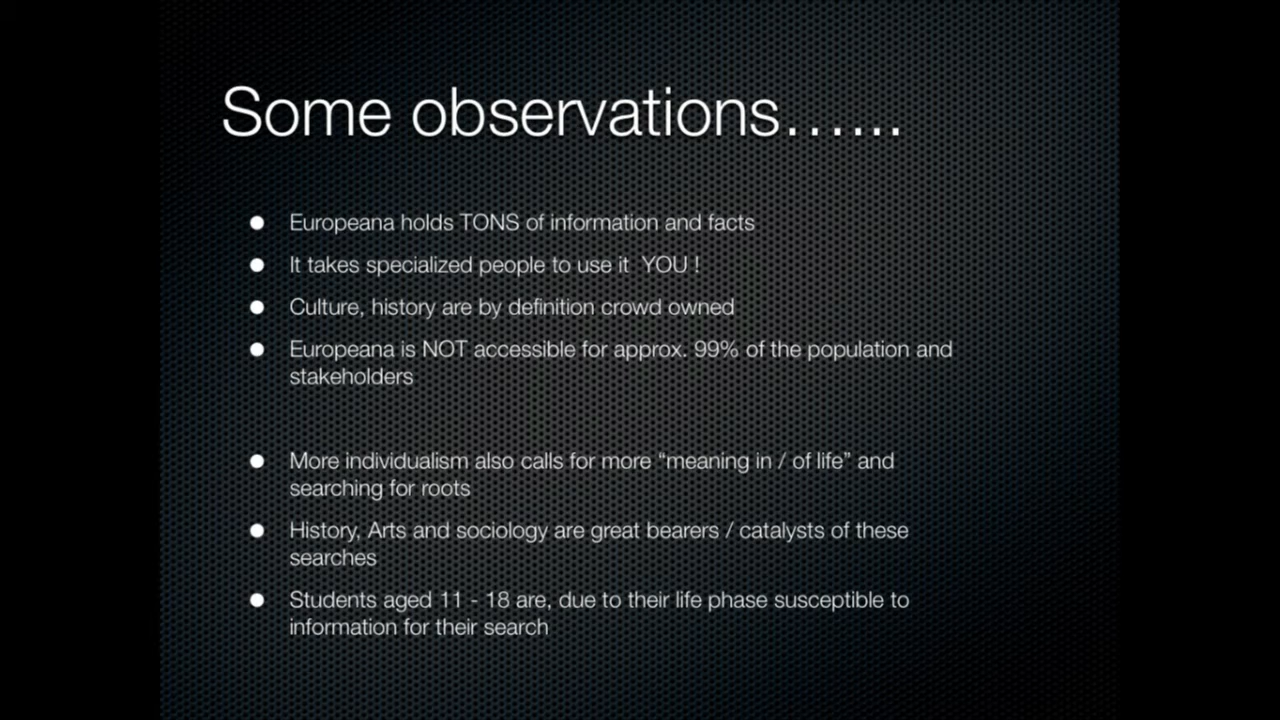 Some observations......
Europeana holds TONS of information and facts
It takes specialized people to use it  YOU !
Culture, history are by definition crowd owned
Europeana is NOT accessible for approx. 99% of the population and
stakeholders
More individualism also calls for more “meaning in / of life” and
searching for roots
History, Arts and sociology are great bearers / catalysts of these
searches
Students aged 11 - 18 are, due to their life phase susceptible to
information for their search